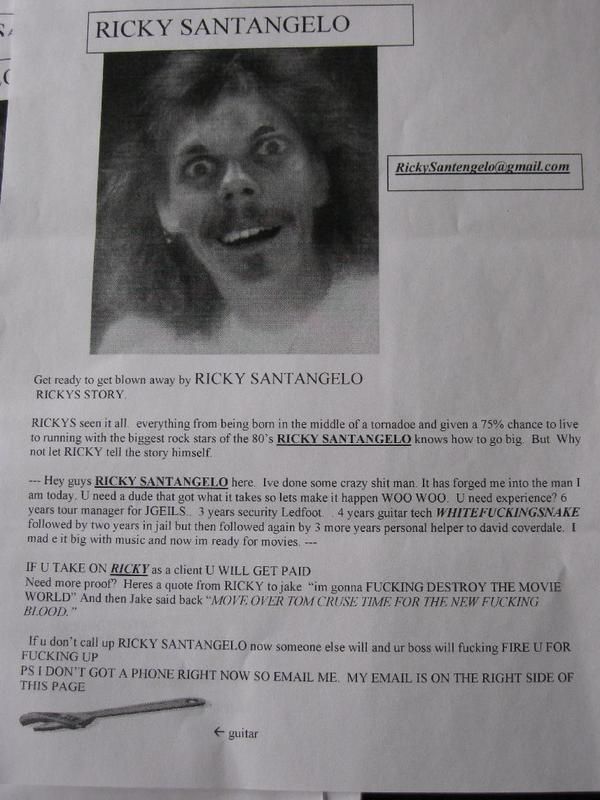 RICKY SANTANGELO
RickySantengelo@gmail.com
Get ready to get blown away by RICKY SANTANGELO
RICKYS STORY.
RICKYS seen it all. everything from being born in the middle of a tornadoe and given a 75% chance to live
to running with the biggest rock stars of the 80's RICKY SANTANGELO knows how to go big. But Why
not let RICKY tell the story himself.
--- Hey guys RICKY SANTANGELO here. Ive done some crazy shit man. It has forged me into the man I
am today. U need a dude that got what it takes so lets make it happen WOO WOO. U need experience? 6
years tour manager for JGEILS.. 3 years security Ledfoot. . 4 years guitar tech WHITEFUCKINGSNAKE
followed by two years in jail but then followed again by 3 more years personal helper to david coverdale. I
mad e it big with music and now im ready for movies. ---
IF U TAKE ON RICKY as a client U WILL GET PAID
Need more proof? Heres a quote from RICKY to jake "im gonna FUCKING DESTROY THE MOVIE
WORLD" And then Jake said back "MOVE OVER TOM CRUSE TIME FOR THE NEW FUCKING
BLOOD."
If u don't call up RICKY SANTANGELO now someone else will and ur boss will fucking FIRE U FOR
FUCKING UP
PS I DON'T GOT A PHONE RIGHT NOW SO EMAIL ME. MY EMAIL IS ON THE RIGHT SIDE OF
THIS PAGE
← guitar